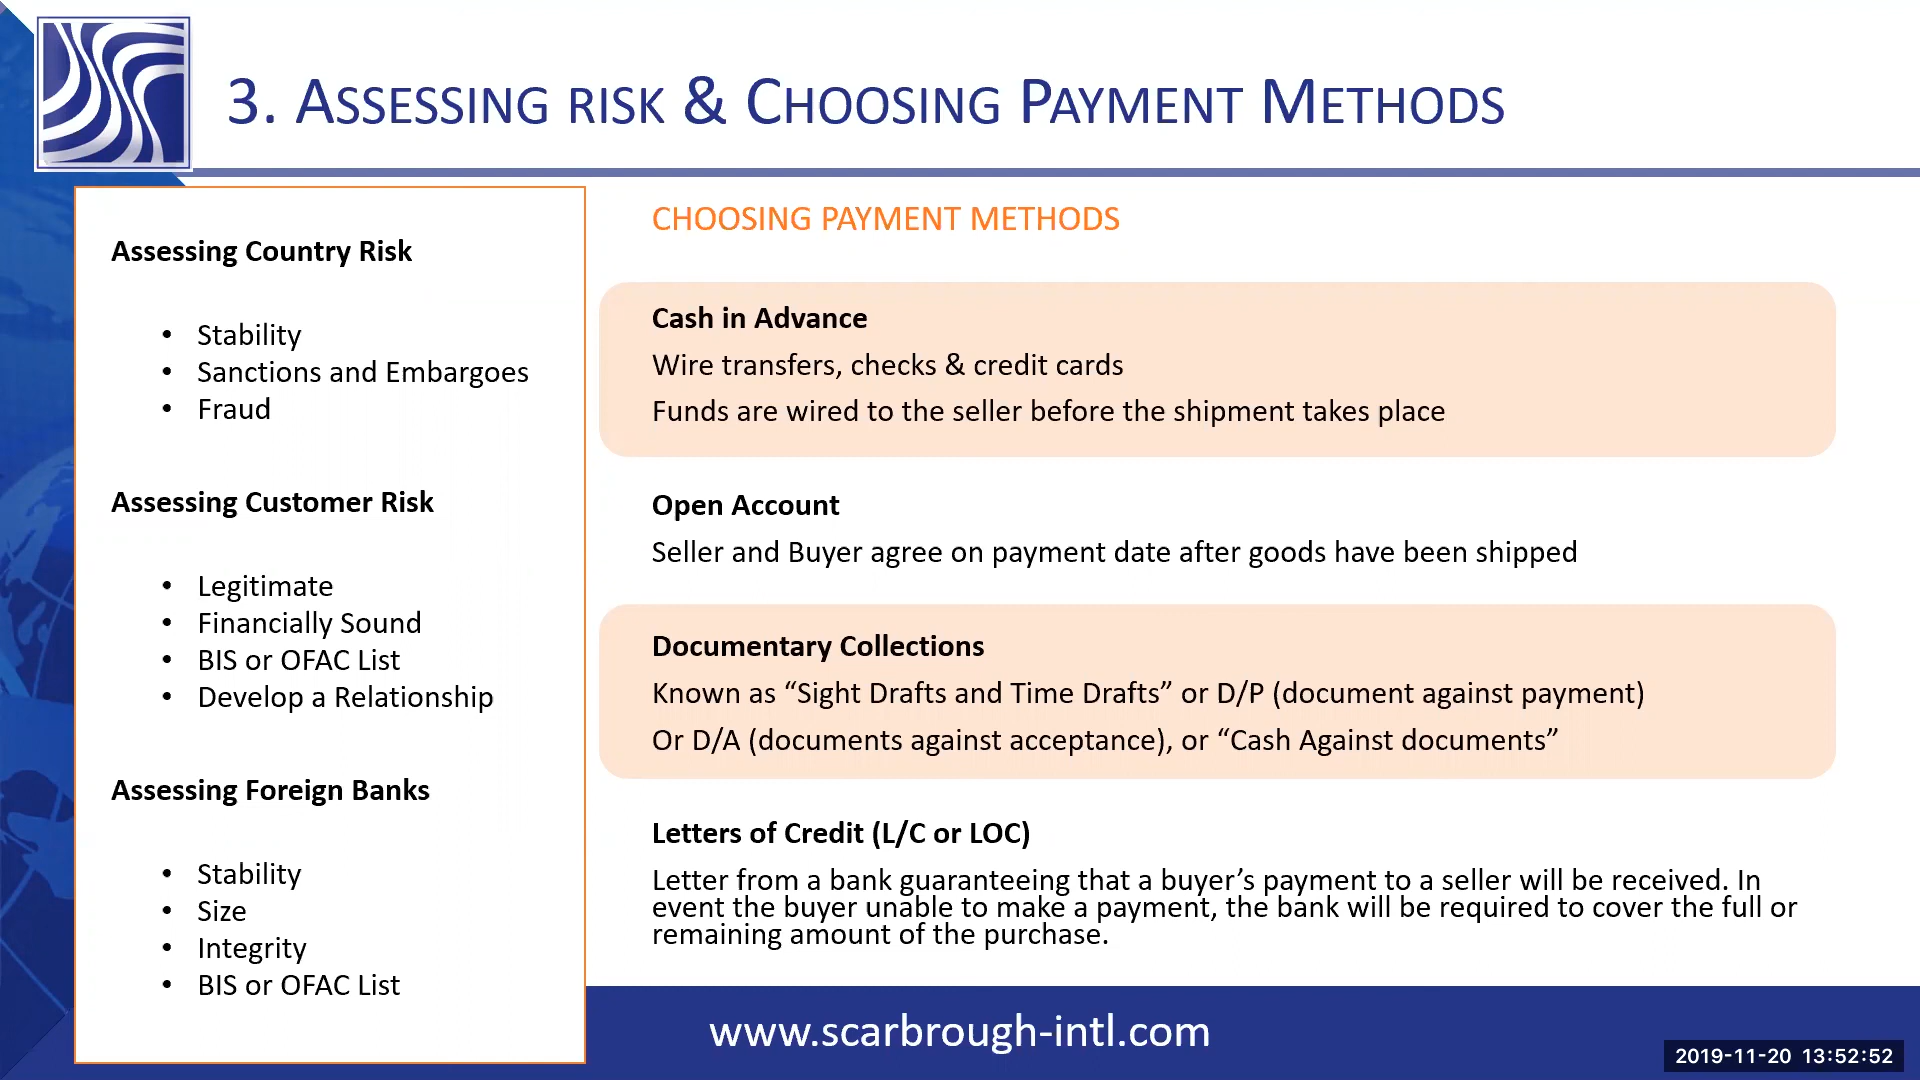 3. Assessing risk & Choosing Payment Methods
Assessing Country Risk
• Stability
• Sanctions and Embargoes
• Fraud
Assessing Customer Risk
• Legitimate
• Financially Sound
• BIS or OFAC List
• Develop a Relationship
Assessing Foreign Banks
• Stability
• Size
• Integrity
• BIS or OFAC List
CHOOSING PAYMENT METHODS
Cash in Advance
Wire transfers, checks & credit cards
Funds are wired to the seller before the shipment takes place
Open Account
Seller and Buyer agree on payment date after goods have been shipped
Documentary Collections
Known as “Sight Drafts and Time Drafts” or D/P (document against payment)
Or D/A (documents against acceptance), or “Cash Against documents”
Letters of Credit (L/C or LOC)
Letter from a bank guaranteeing that a buyer’s payment to a seller will be received. In
event the buyer unable to make a payment, the bank will be required to cover the full or
remaining amount of the purchase.
www.scarbrough-intl.com
2019-11-20 13:52:52